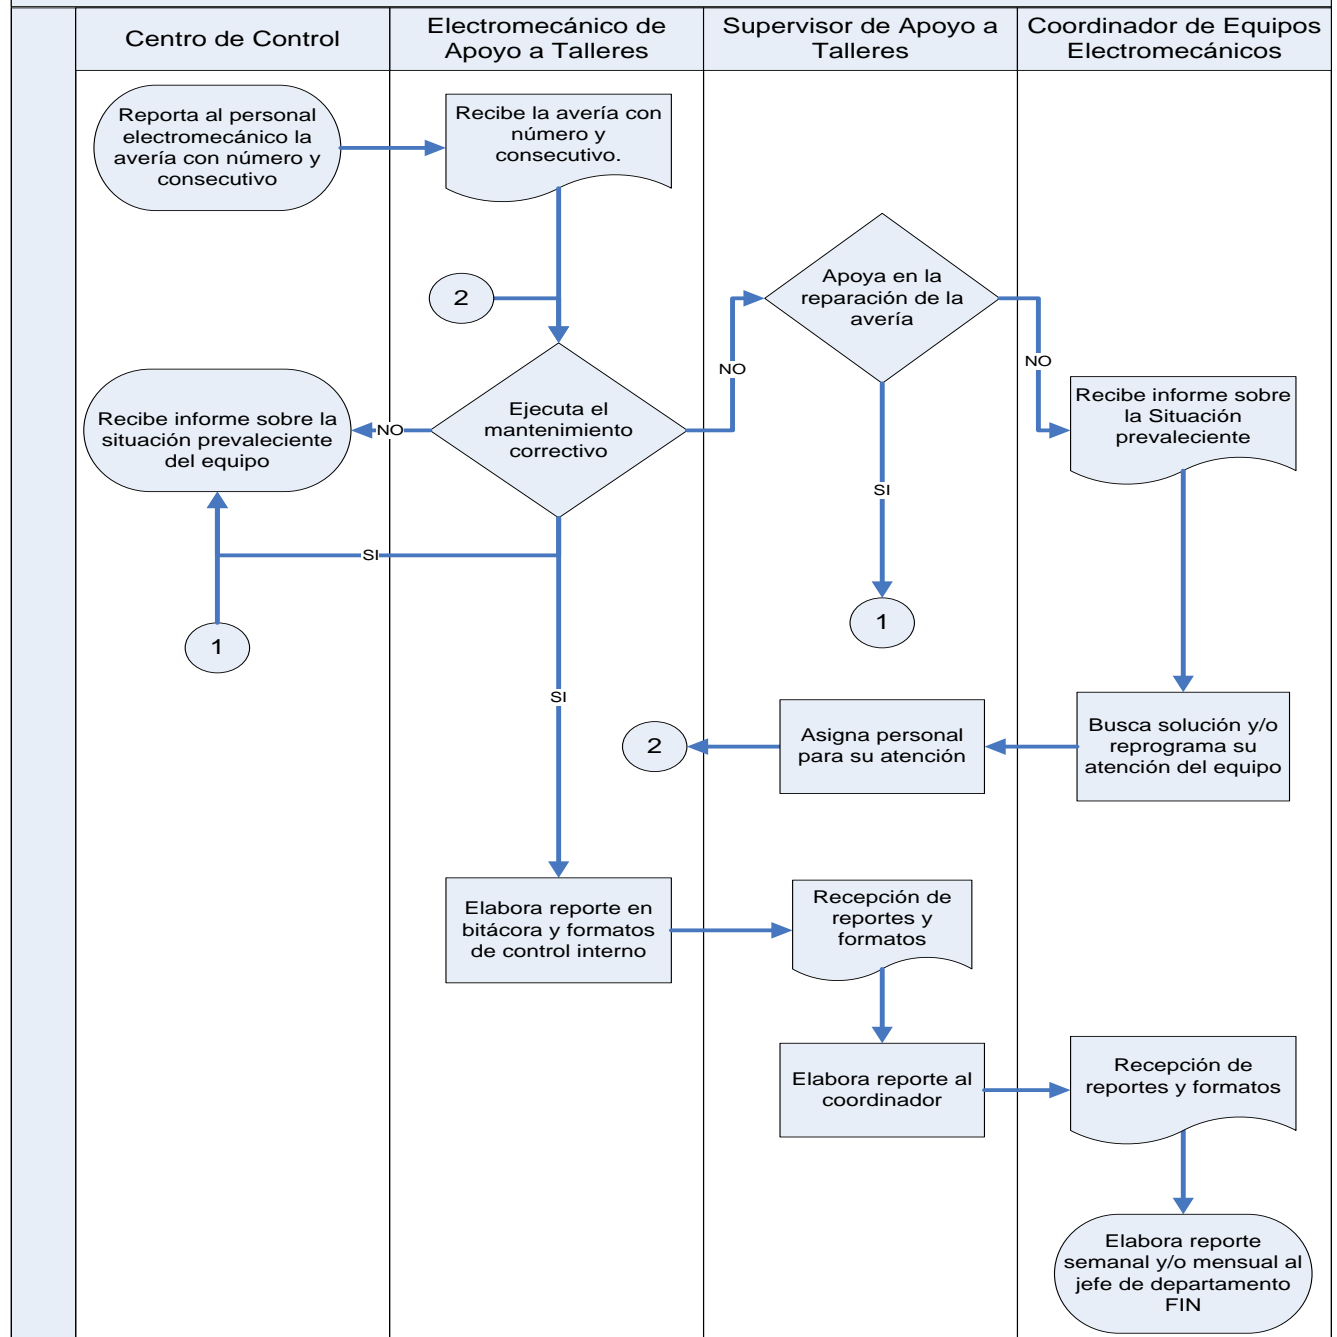 Centro de Control
Electromecánico de
Apoyo a Talleres
Supervisor de Apoyo a
Talleres
Coordinador de Equipos
Electromecánicos
Reporta al personal
electromecánico la
avería con número y
consecutivo
Recibe la avería con
número y
consecutivo.
2
Apoya en la
reparación de la
avería
NO
NO
Recibe informe sobre la
situación prevaleciente
del equipo
NO
Ejecuta el
mantenimiento
correctivo
Recibe informe sobre
la Situación
prevaleciente
SI
SI
1
1
SI
2
Asigna personal
para su atención
Busca solución y/o
reprograma su
atención del equipo
Elabora reporte en
bitácora y formatos
de control interno
Recepción de
reportes y
formatos
Elabora reporte al
coordinador
Recepción de
reportes y formatos
Elabora reporte
semanal y/o mensual al
jefe de departamento
FIN